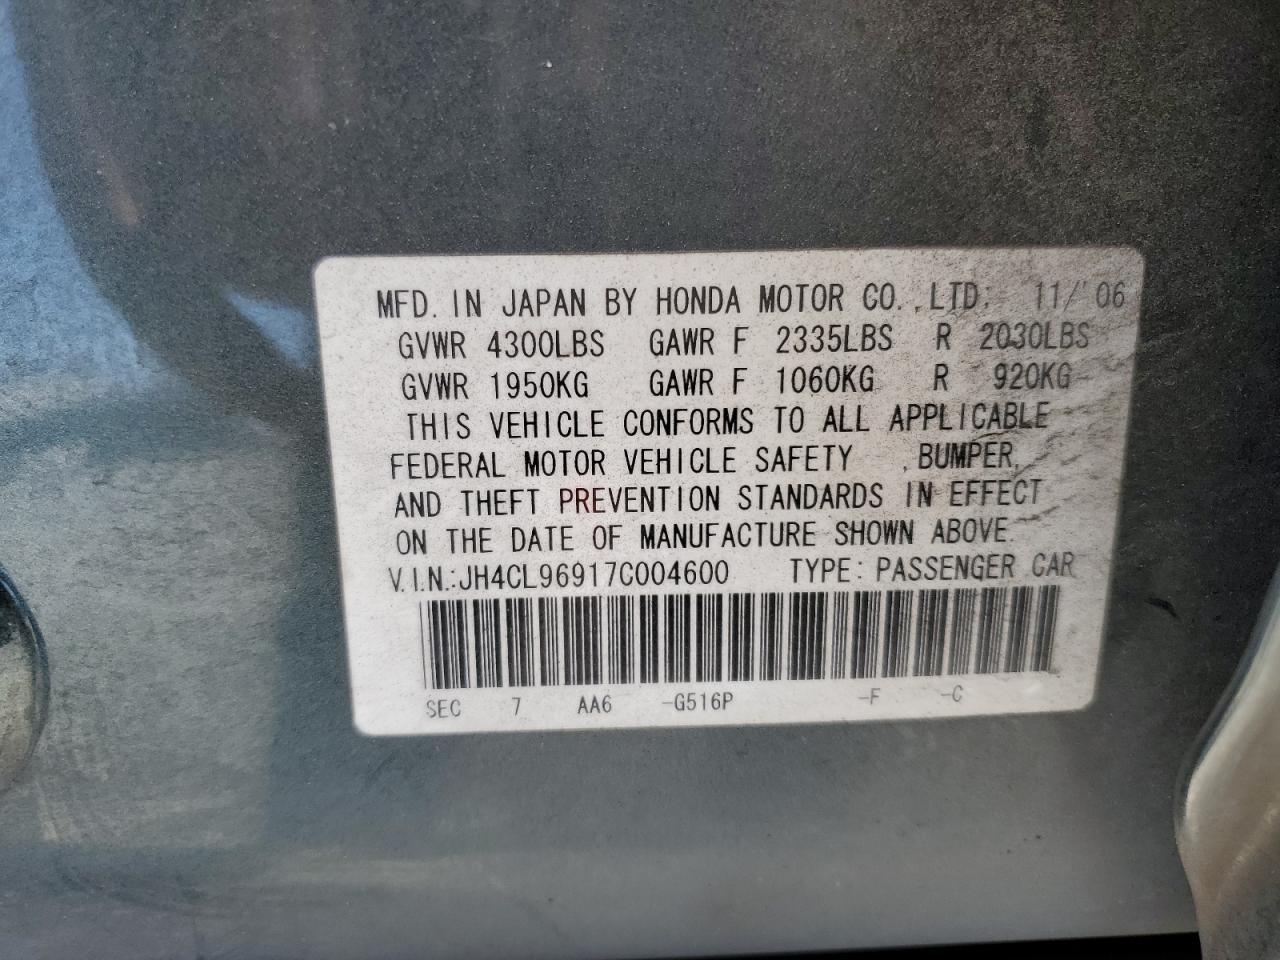 MFD. IN JAPAN BY HONDA MOTOR CO., LTD. 11/'06
GVWR 4300LBS GAWR F 2335LBS R 2030LBS
GVWR 1950KG GAWR F 1060KG R 920KG
THIS VEHICLE CONFORMS TO ALL APPLICABLE
FEDERAL MOTOR VEHICLE SAFETY , BUMPER,
AND THEFT PREVENTION STANDARDS IN EFFECT
ON THE DATE OF MANUFACTURE SHOWN ABOVE.
V.I.N.:JH4CL96917C004600 TYPE: PASSENGER CAR
SEC 7 AA6 -G516P -F -C